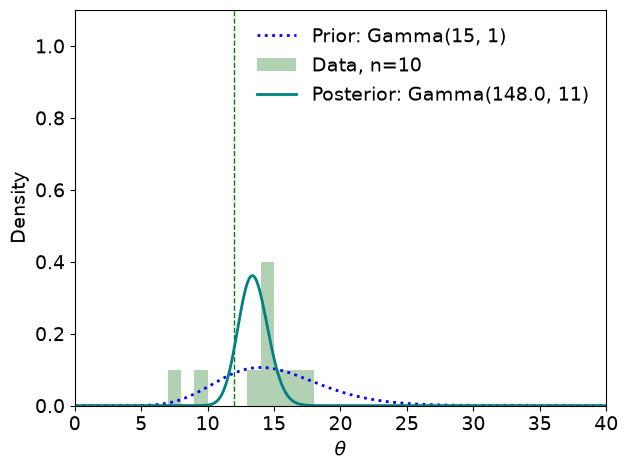 Prior: Gamma(15, 1)
Data, n=10
Posterior: Gamma(148.0, 11)
Density
1.0
0.8
0.6
0.4
0.2
0.0
0 5 10 15 20 25 30 35 40
θ